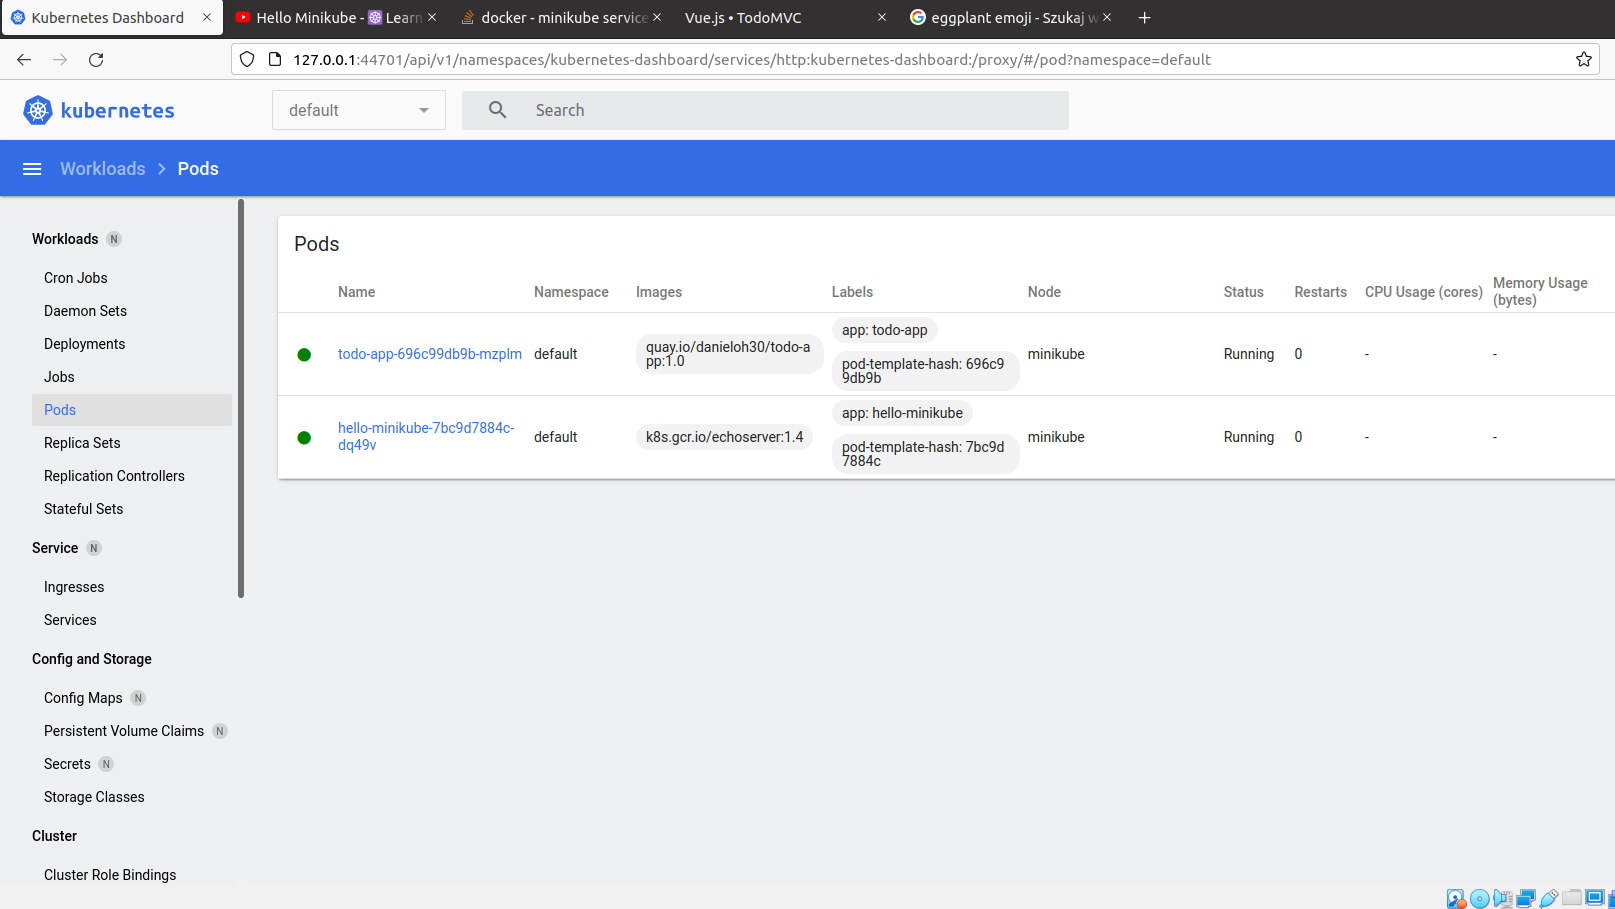 Kubernetes Dashboard
Hello Minikube - Learn
docker - minikube service
Vue.js • TodoMVC
eggplant emoji - Szukaj w
127.0.0.1:44701/api/v1/namespaces/kubernetes-dashboard/services/http:kubernetes-dashboard:/proxy/#/pod?namespace=default
kubernetes
default
Search
Workloads
Pods
Workloads N
Cron Jobs
Daemon Sets
Deployments
Jobs
Pods
Replica Sets
Replication Controllers
Stateful Sets
Service N
Ingresses
Services
Config and Storage
Config Maps N
Persistent Volume Claims N
Secrets N
Storage Classes
Cluster
Cluster Role Bindings
Pods
Name Namespace Images Labels Node Status Restarts CPU Usage (cores) Memory Usage
(bytes)
todo-app-696c99db9b-mzplm
default
quay.io/danieloh30/todo-a
pp:1.0
app: todo-app
pod-template-hash: 696c9
9db9b
minikube
Running
0
-
-
hello-minikube-7bc9d7884c-
dq49v
default
k8s.gcr.io/echoserver:1.4
app: hello-minikube
pod-template-hash: 7bc9d
7884c
minikube
Running
0
-
-